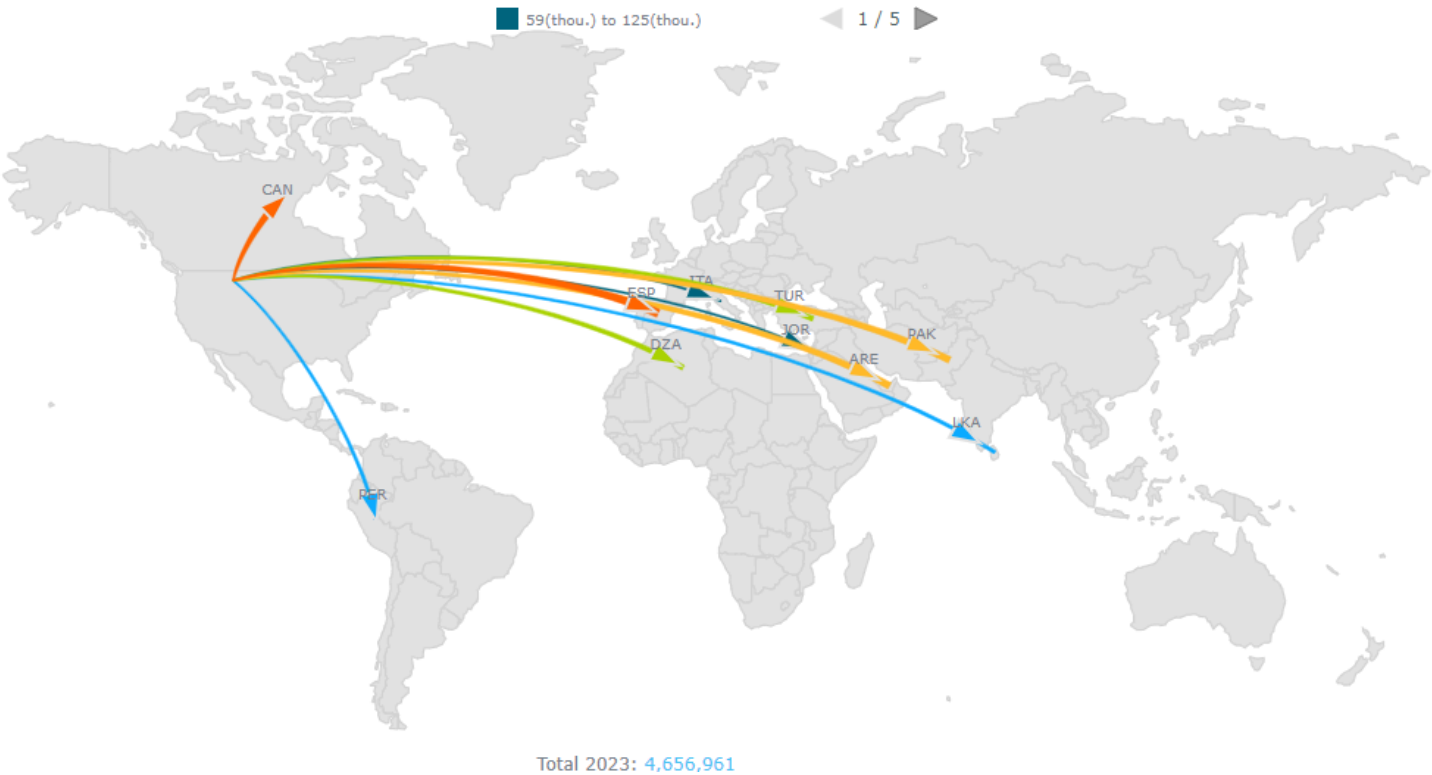 59(thou.) to 125(thou.)
1 / 5
CAN
ITA
ESP
TUR
JOR
PAK
DZA
ARE
LKA
PER
Total 2023: 4,656,961